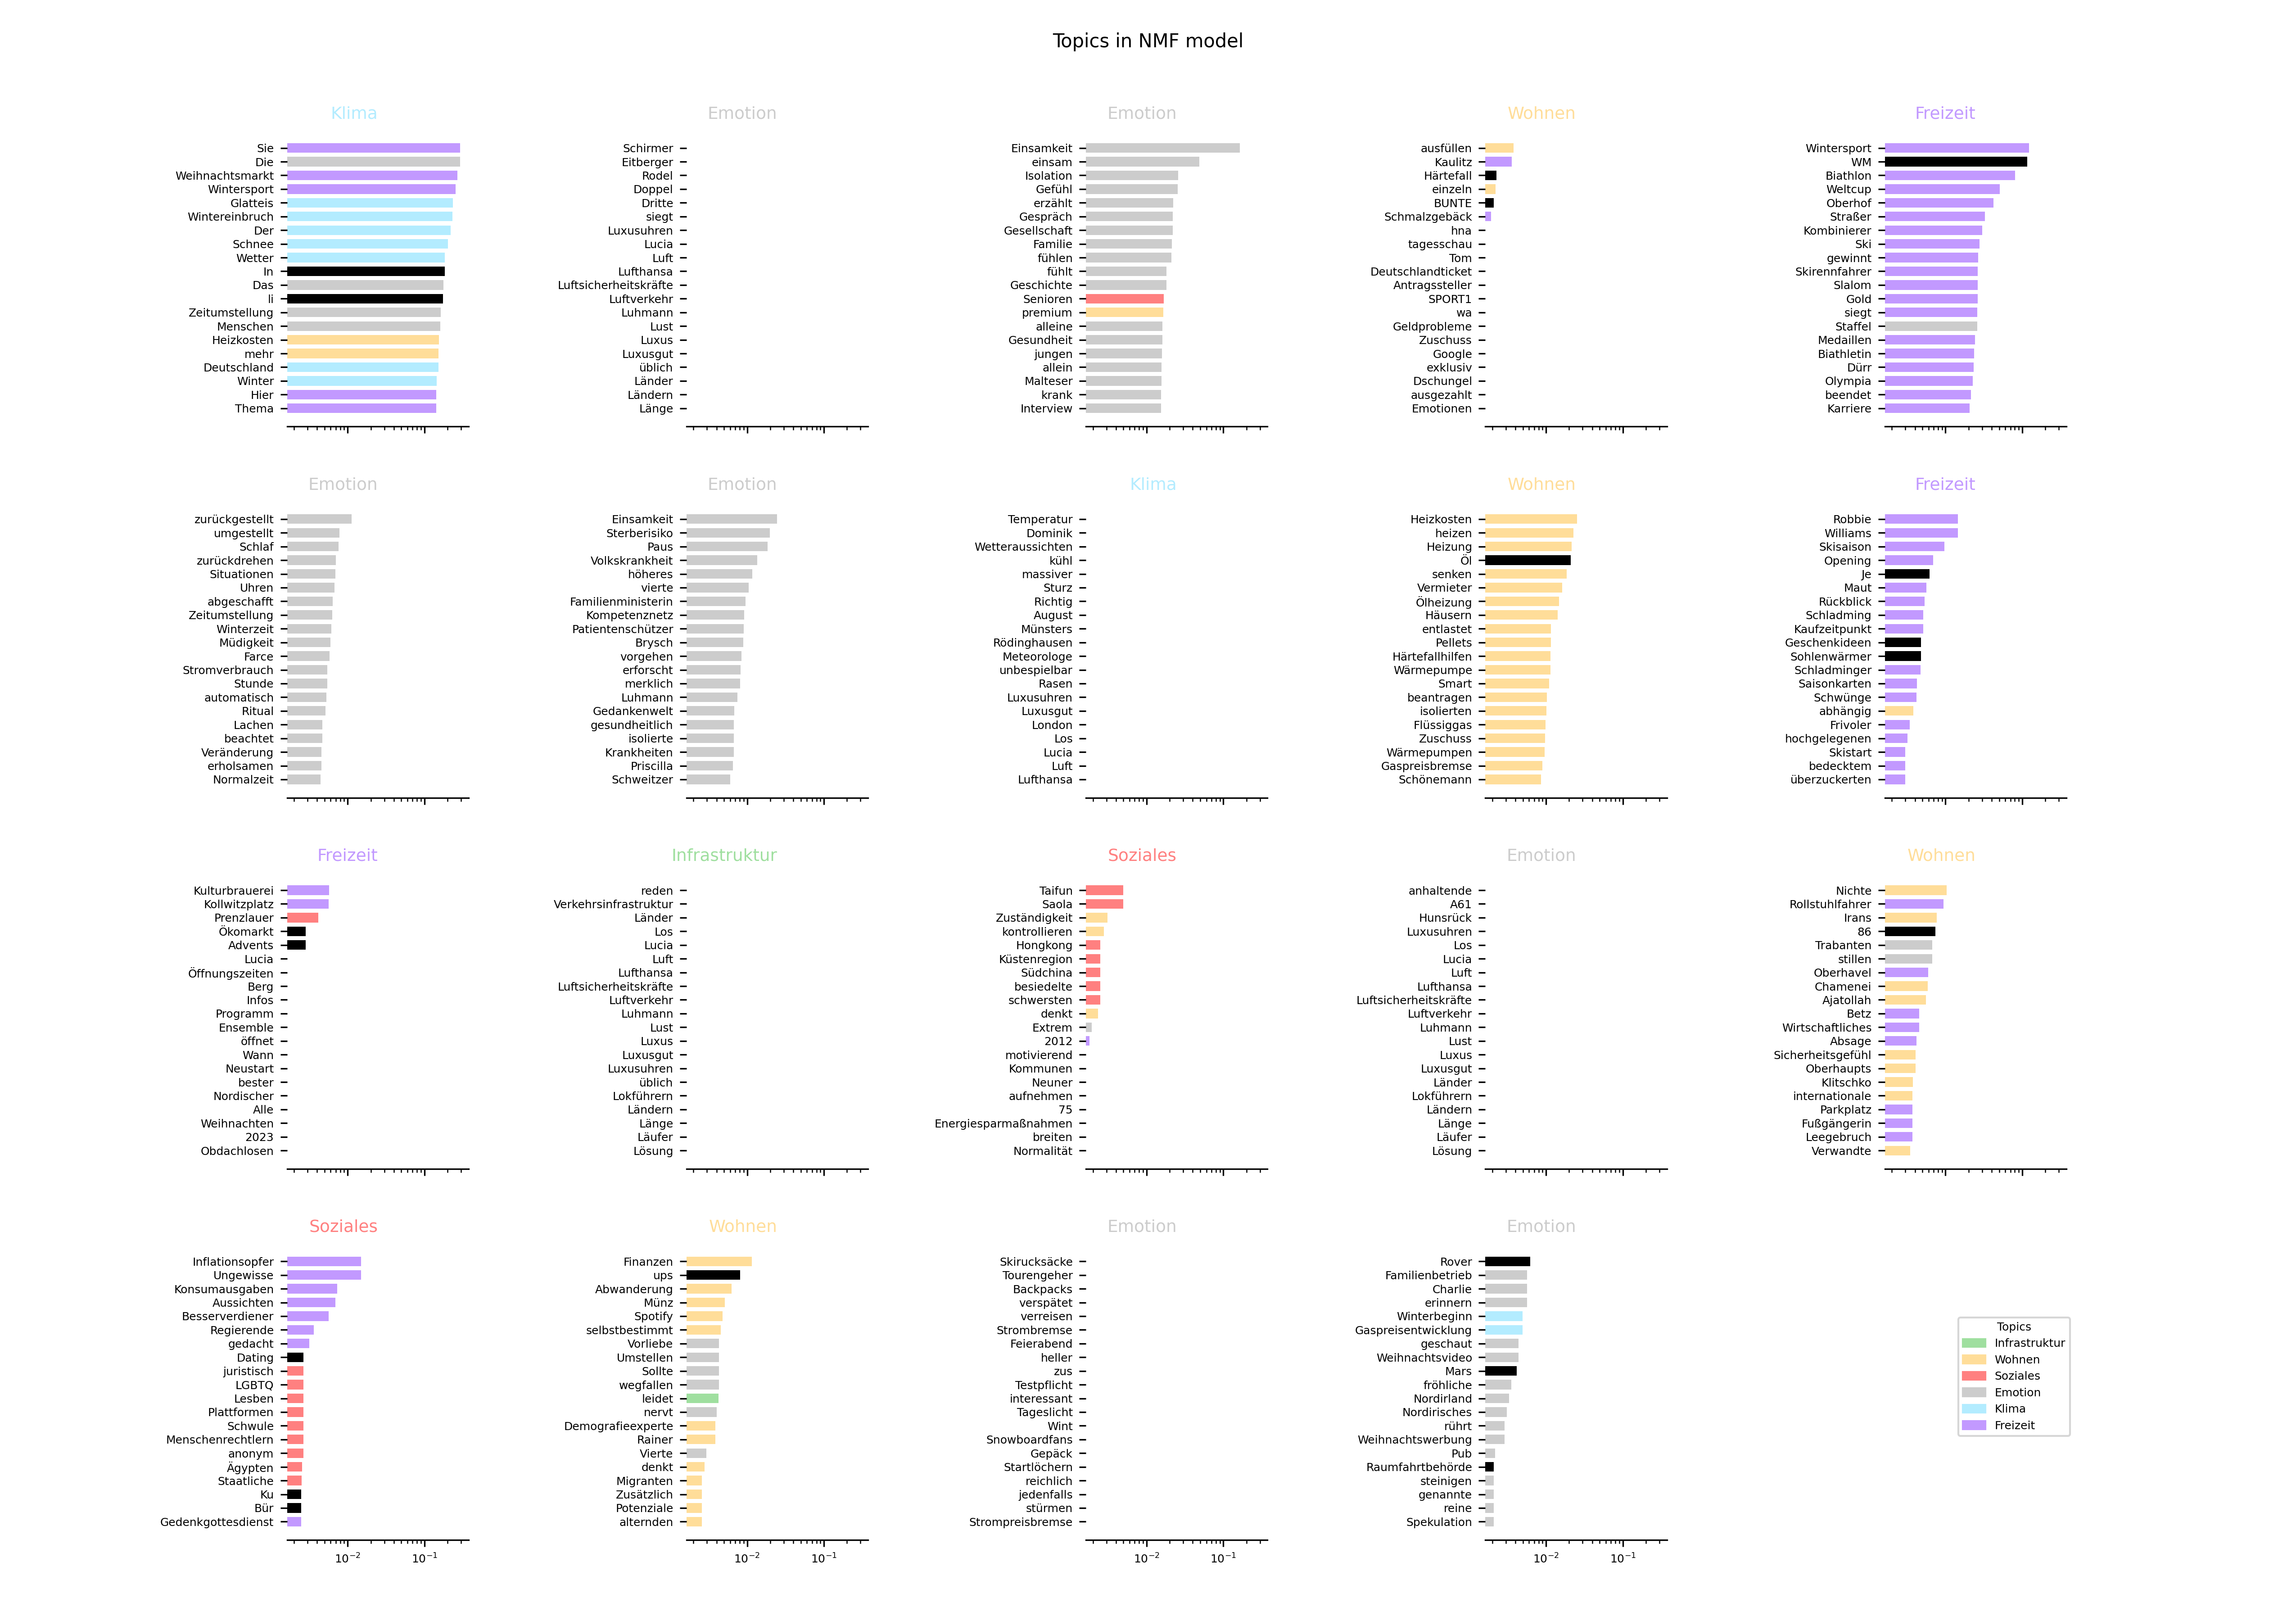 Topics in NMF model
Klima
Sie
Die
Weihnachtsmarkt
Wintersport
Glatteis
Wintereinbruch
Der
Schnee
Wetter
In
li
Zeitumstellung
Menschen
Heizkosten
mehr
Deutschland
Winter
Hier
Thema
Emotion
Schirmer
Eitberger
Rodel
Doppel
Dritte
siegt
Luxusuhren
Lucia
Luft
Lufthansa
Luftsicherheitskräfte
Luftverkehr
Luhmann
Lust
Luxus
Luxusgut
üblich
Länder
Ländern
Länge
Emotion
Einsamkeit
einsam
Isolation
Gefühl
erzählt
Gespräch
Gesellschaft
Familie
fühlen
fühlt
Geschichte
Senioren
premium
alleine
Gesundheit
jungen
allein
Malteser
krank
Interview
Wohnen
ausfüllen
Kaulitz
Härtefall
einzeln
BUNTE
Schmalzgebäck
hna
tagesschau
Tom
Deutschlandticket
Antragssteller
SPORT1
wa
Geldprobleme
Zuschuss
Google
exklusiv
Dschungel
ausgezahlt
Emotionen
Freizeit
Wintersport
WM
Biathlon
Weltcup
Oberhof
Straßer
Kombinierer
Ski
gewinnt
Skirennfahrer
Slalom
Gold
siegt
Staffel
Medaillen
Biathletin
Dürr
Olympia
beendet
Karriere
Emotion
zurückgestellt
umgestellt
Schlaf
zurückdrehen
Situationen
Uhren
abgeschafft
Zeitumstellung
Winterzeit
Müdigkeit
Farce
Stromverbrauch
Stunde
automatisch
Ritual
Lachen
beachtet
Veränderung
erholsamen
Normalzeit
Emotion
Einsamkeit
Sterberisiko
Paus
Volkskrankheit
höheres
vierte
Familienministerin
Kompetenznetz
Patientenschützer
Brysch
vorgehen
erforscht
merklich
Luhmann
Gedankenwelt
gesundheitlich
isolierte
Krankheiten
Priscilla
Schweitzer
Klima
Temperatur
Dominik
Wetteraussichten
kühl
massiver
Sturz
Richtig
August
Münsters
Rödinghausen
Meteorologe
unbespielbar
Rasen
Luxusuhren
Luxusgut
London
Los
Lucia
Luft
Lufthansa
Wohnen
Heizkosten
heizen
Heizung
Öl
senken
Vermieter
Ölheizung
Häusern
entlastet
Pellets
Härtefallhilfen
Wärmepumpe
Smart
beantragen
isolierten
Flüssiggas
Zuschuss
Wärmepumpen
Gaspreisbremse
Schönemann
Freizeit
Robbie
Williams
Skisaison
Opening
Je
Maut
Rückblick
Schladming
Kaufzeitpunkt
Geschenkideen
Sohlenwärmer
Schladminger
Saisonkarten
Schwünge
abhängig
Frivoler
hochgelegenen
Skistart
bedecktem
überzuckerten
Freizeit
Kulturbrauerei
Kollwitzplatz
Prenzlauer
Ökomarkt
Advents
Lucia
Öffnungszeiten
Berg
Infos
Programm
Ensemble
öffnet
Wann
Neustart
bester
Nordischer
Alle
Weihnachten
2023
Obdachlosen
Infrastruktur
reden
Verkehrsinfrastruktur
Länder
Los
Lucia
Luft
Lufthansa
Luftsicherheitskräfte
Luftverkehr
Luhmann
Lust
Luxus
Luxusgut
Luxusuhren
üblich
Lokführern
Ländern
Länge
Läufer
Lösung
Soziales
Taifun
Saola
Zuständigkeit
kontrollieren
Hongkong
Küstenregion
Südchina
besiedelte
schwersten
denkt
Extrem
2012
motivierend
Kommunen
Neuner
aufnehmen
75
Energiesparmaßnahmen
breiten
Normalität
Emotion
anhaltende
A61
Hunsrück
Luxusuhren
Los
Lucia
Luft
Lufthansa
Luftsicherheitskräfte
Luftverkehr
Luhmann
Lust
Luxus
Luxusgut
Länder
Lokführern
Ländern
Länge
Läufer
Lösung
Wohnen
Nichte
Rollstuhlfahrer
Irans
86
Trabanten
stillen
Oberhavel
Chamenei
Ajatollah
Betz
Wirtschaftliches
Absage
Sicherheitsgefühl
Oberhaupts
Klitschko
internationale
Parkplatz
Fußgängerin
Leegebruch
Verwandte
Soziales
Inflationsopfer
Ungewisse
Konsumausgaben
Aussichten
Besserverdiener
Regierende
gedacht
Dating
juristisch
LGBTQ
Lesben
Plattformen
Schwule
Menschenrechtlern
anonym
Ägypten
Staatliche
Ku
Bür
Gedenkgottesdienst
10⁻² 10⁻¹
Wohnen
Finanzen
ups
Abwanderung
Münz
Spotify
selbstbestimmt
Vorliebe
Umstellen
Sollte
wegfallen
leidet
nervt
Demografieexperte
Rainer
Vierte
denkt
Migranten
Zusätzlich
Potenziale
alternden
10⁻² 10⁻¹
Emotion
Skirucksäcke
Tourengeher
Backpacks
verspätet
verreisen
Strombremse
Feierabend
heller
zus
Testpflicht
interessant
Tageslicht
Wint
Snowboardfans
Gepäck
Startlöchern
reichlich
jedenfalls
stürmen
Strompreisbremse
10⁻² 10⁻¹
Emotion
Rover
Familienbetrieb
Charlie
erinnern
Winterbeginn
Gaspreisentwicklung
geschaut
Weihnachtsvideo
Mars
fröhliche
Nordirland
Nordirisches
rührt
Weihnachtswerbung
Pub
Raumfahrtbehörde
steinigen
genannte
reine
Spekulation
10⁻² 10⁻¹
Topics
Infrastruktur
Wohnen
Soziales
Emotion
Klima
Freizeit